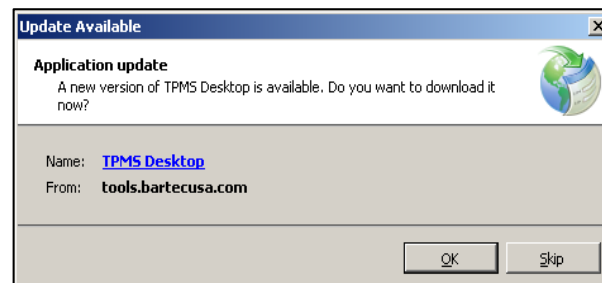 Update Available
Application update
A new version of TPMS Desktop is available. Do you want to download it
now?
Name: TPMS Desktop
From: tools.bartecusa.com
OK Skip